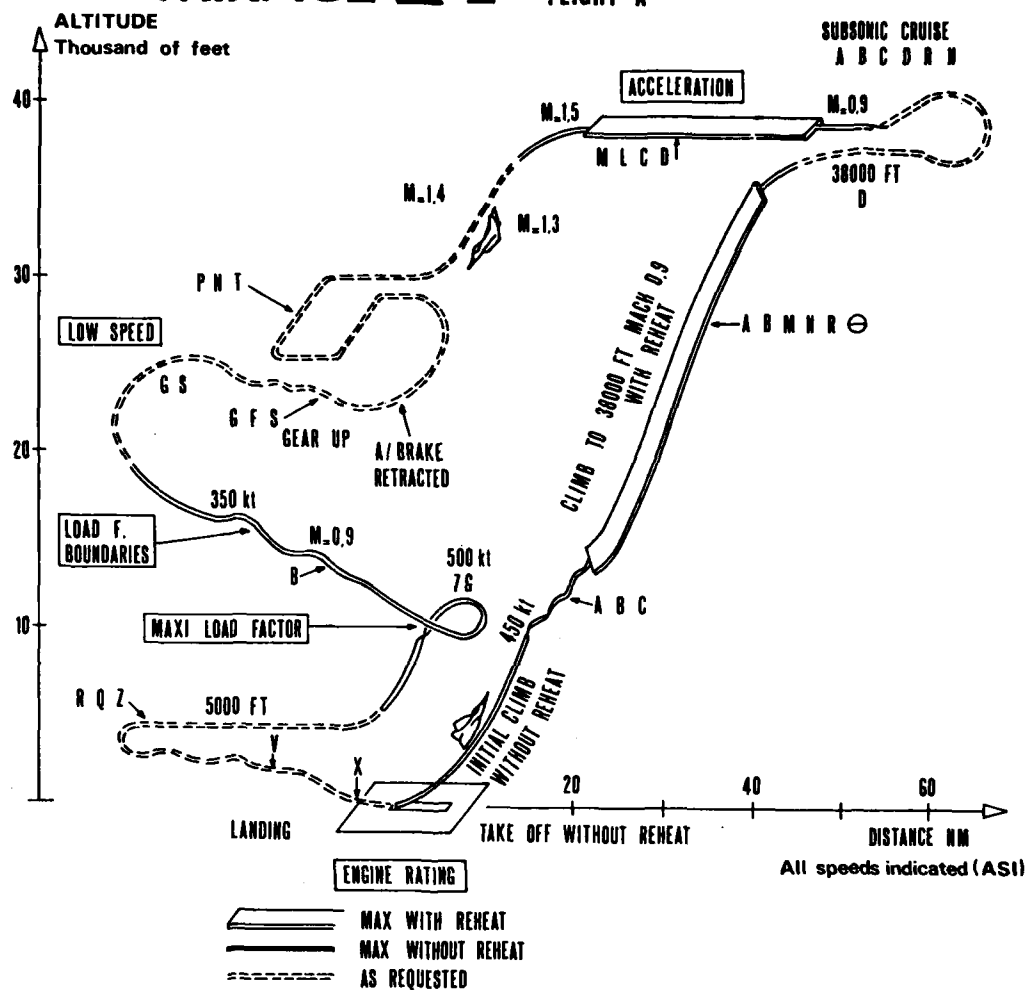 FLIGHT A
ALTITUDE
Thousand of feet
SUBSONIC CRUISE
A B C D R N
40
ACCELERATION
M=1,5
M=0,9
M L C D
38000 FT
D
M=1,4
M=1,3
30
P N T
LOW SPEED
CLIMB TO 38000 FT MACH 0,9
WITH REHEAT
A B M N R ⊖
G S
G F S
GEAR UP
A/BRAKE
RETRACTED
20
350 kt
LOAD F.
BOUNDARIES
M=0,9
B
500 kt
7G
A B C
450 kt
10
MAXI LOAD FACTOR
R Q Z
5000 FT
V
X
INITIAL CLIMB
WITHOUT REHEAT
20
40
60
LANDING
TAKE OFF WITHOUT REHEAT
DISTANCE NM
All speeds indicated (ASI)
ENGINE RATING
MAX WITH REHEAT
MAX WITHOUT REHEAT
AS REQUESTED